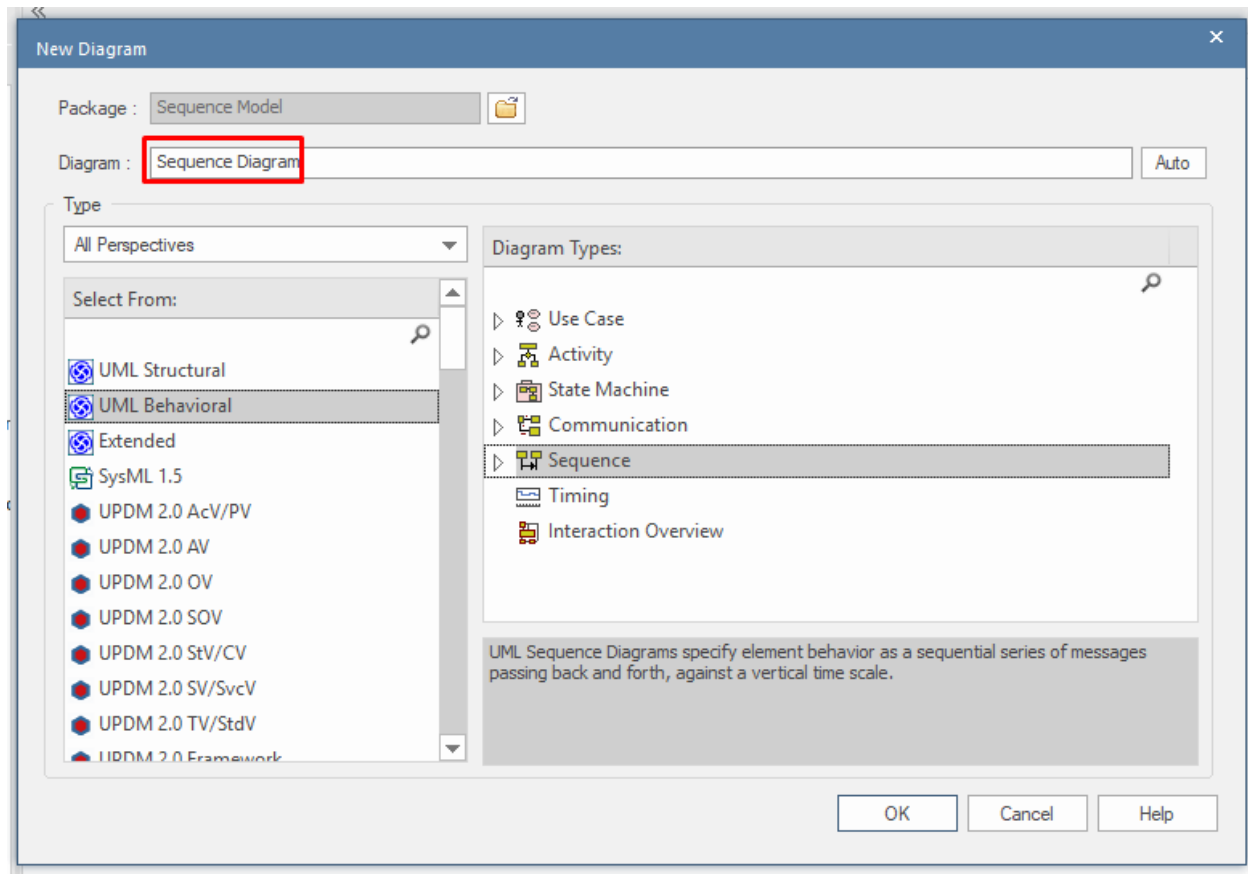 New Diagram
Package : Sequence Model
Diagram : Sequence Diagram Auto
Type
All Perspectives
Select From:
UML Structural
UML Behavioral
Extended
SysML 1.5
UPDM 2.0 AcV/PV
UPDM 2.0 AV
UPDM 2.0 OV
UPDM 2.0 SOV
UPDM 2.0 StV/CV
UPDM 2.0 SV/SvcV
UPDM 2.0 TV/StdV
UPDM 2.0 Framework
Diagram Types:
Use Case
Activity
State Machine
Communication
Sequence
Timing
Interaction Overview
UML Sequence Diagrams specify element behavior as a sequential series of messages
passing back and forth, against a vertical time scale.
OK Cancel Help